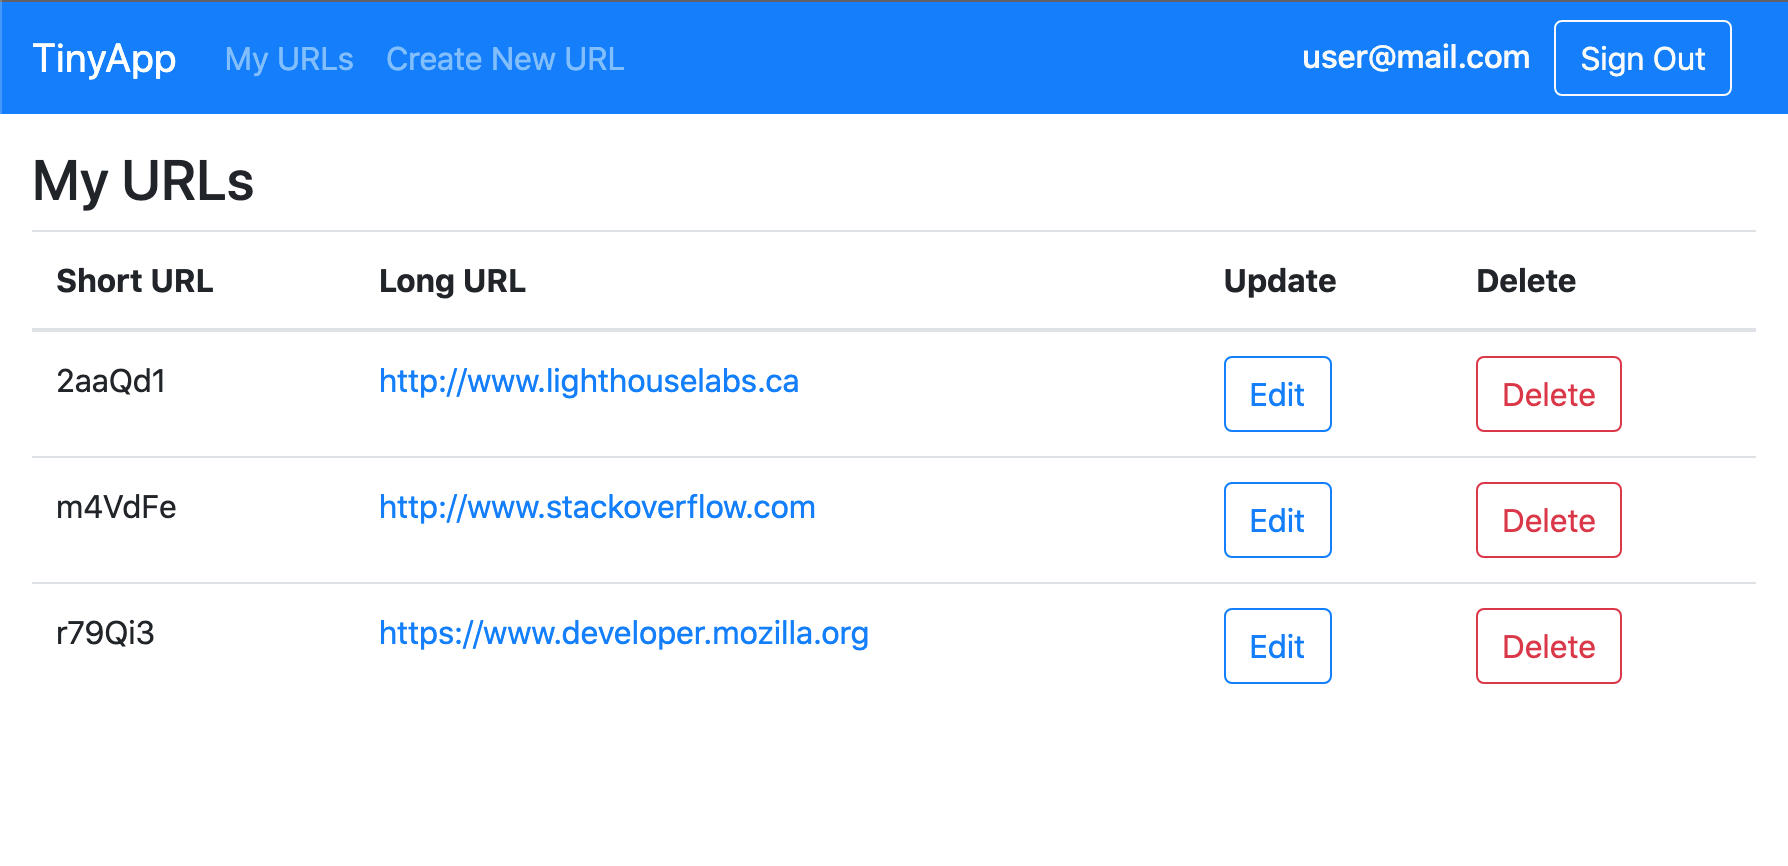 TinyApp My URLs Create New URL user@mail.com Sign Out
My URLs
Short URL Long URL Update Delete
2aaQd1 http://www.lighthouselabs.ca Edit Delete
m4VdFe http://www.stackoverflow.com Edit Delete
r79Qi3 https://www.developer.mozilla.org Edit Delete